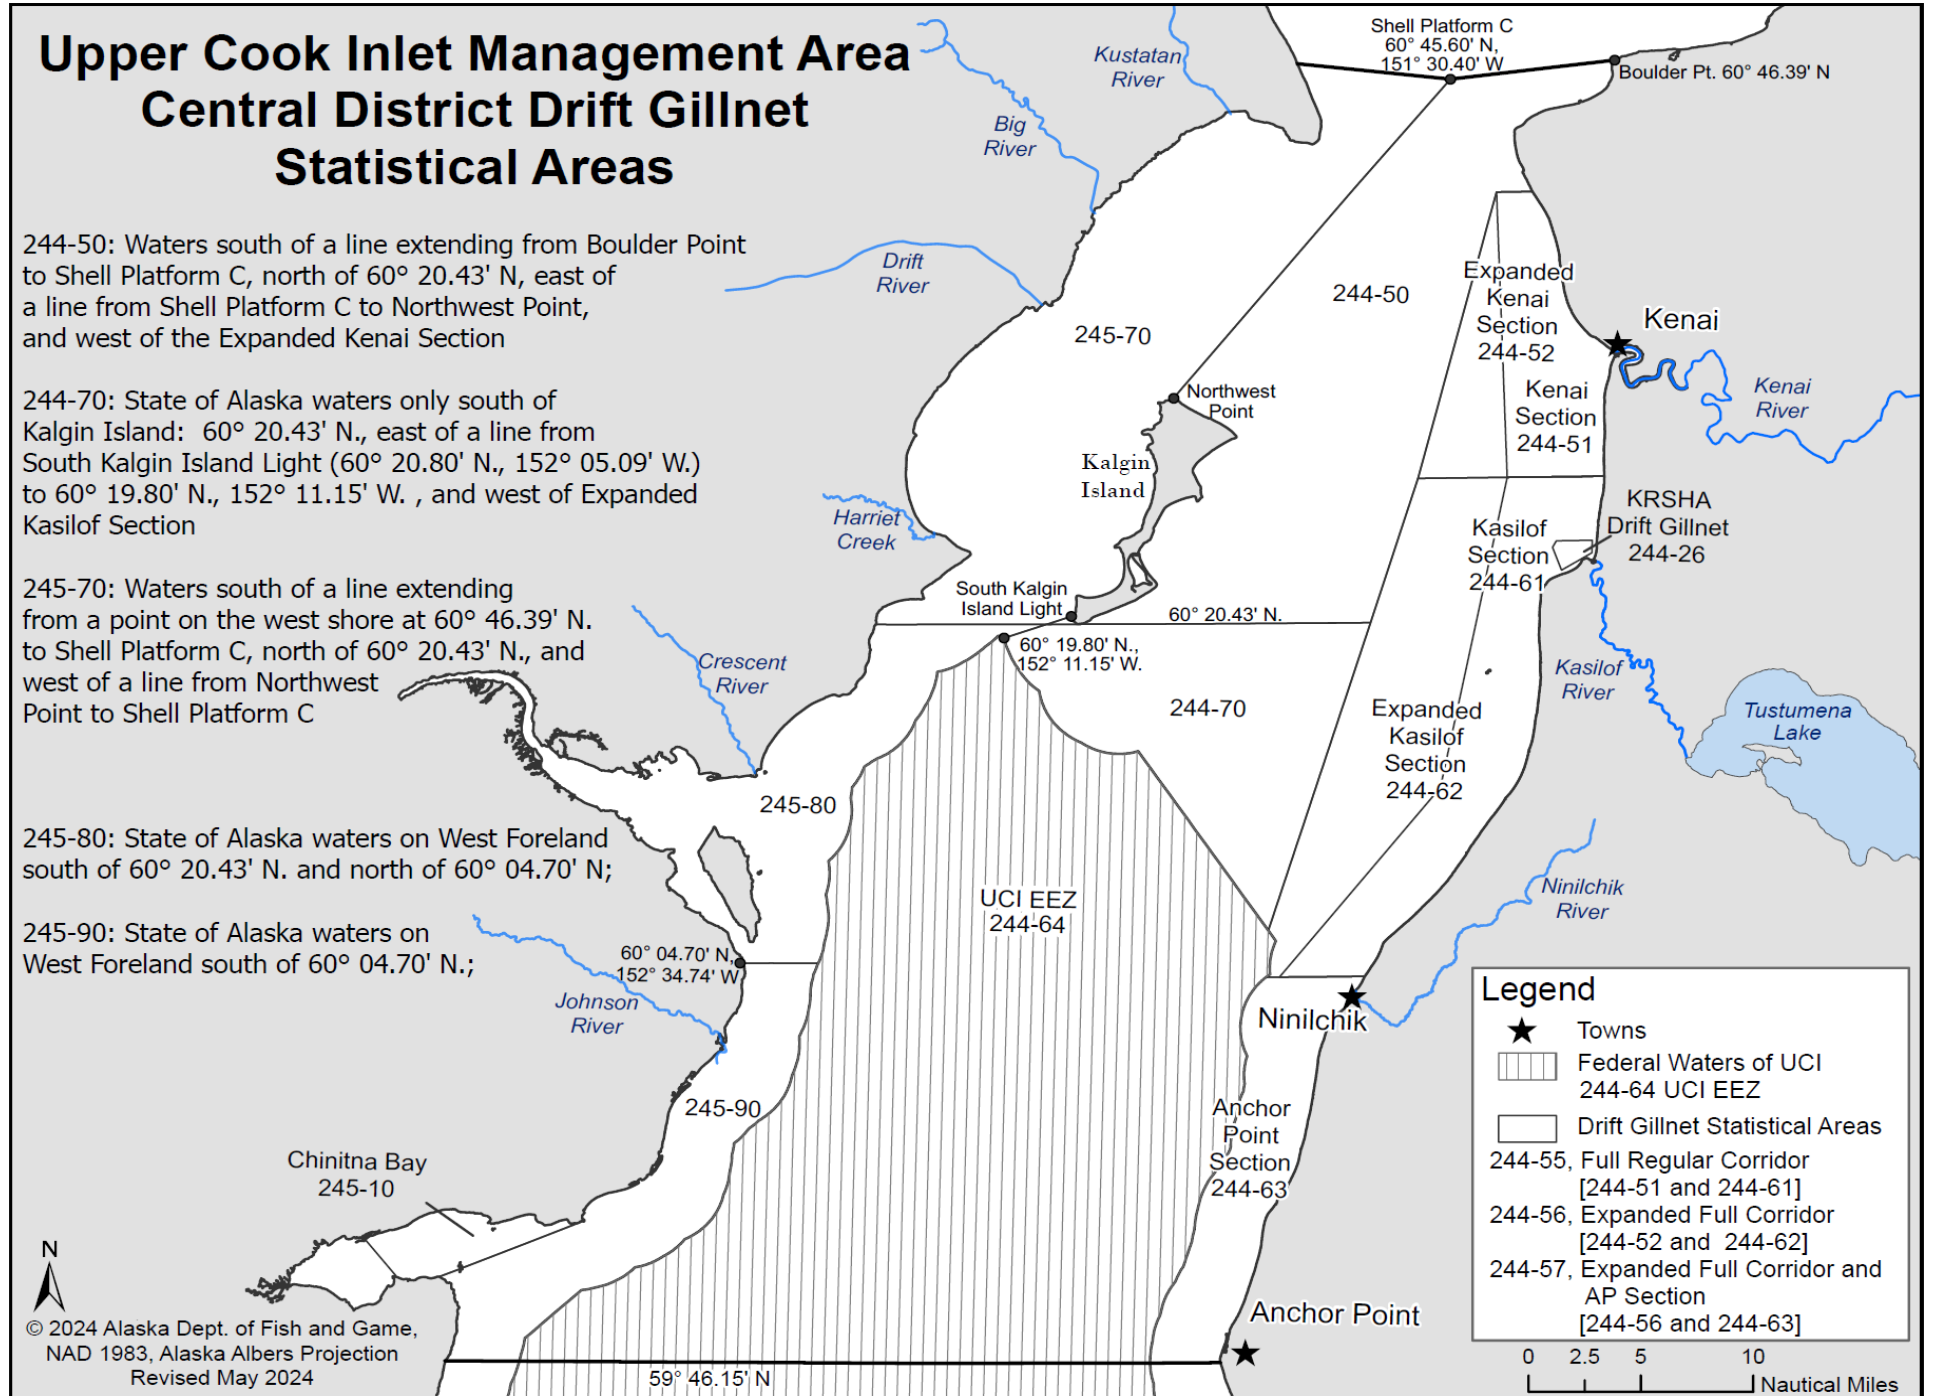 Upper Cook Inlet Management Area
Central District Drift Gillnet
Statistical Areas
244-50: Waters south of a line extending from Boulder Point
to Shell Platform C, north of 60° 20.43' N, east of
a line from Shell Platform C to Northwest Point,
and west of the Expanded Kenai Section
244-70: State of Alaska waters only south of
Kalgin Island: 60° 20.43' N., east of a line from
South Kalgin Island Light (60° 20.80' N., 152° 05.09' W.)
to 60° 19.80' N., 152° 11.15' W. , and west of Expanded
Kasilof Section
245-70: Waters south of a line extending
from a point on the west shore at 60° 46.39' N.
to Shell Platform C, north of 60° 20.43' N., and
west of a line from Northwest
Point to Shell Platform C
245-80: State of Alaska waters on West Foreland
south of 60° 20.43' N. and north of 60° 04.70' N;
245-90: State of Alaska waters on
West Foreland south of 60° 04.70' N.;
Shell Platform C
60° 45.60' N,
151° 30.40' W
Boulder Pt. 60° 46.39' N
Kustatan
River
Big
River
Drift
River
245-70
244-50
Expanded
Kenai
Section
244-52
Kenai
Kenai
River
Northwest
Point
Kenai
Section
244-51
Kalgin
Island
Harriet
Creek
KRSHA
Drift Gillnet
244-26
Kasilof
Section
244-61
South Kalgin
Island Light
60° 20.43' N.
60° 19.80' N.,
152° 11.15' W.
Crescent
River
Kasilof
River
Tustumena
Lake
244-70
Expanded
Kasilof
Section
244-62
245-80
UCI EEZ
244-64
Ninilchik
River
60° 04.70' N,
152° 34.74' W
Johnson
River
Ninilchik
245-90
Anchor
Point
Section
244-63
Chinitna Bay
245-10
Anchor Point
59° 46.15' N
N
© 2024 Alaska Dept. of Fish and Game,
NAD 1983, Alaska Albers Projection
Revised May 2024
Legend
Towns
Federal Waters of UCI
244-64 UCI EEZ
Drift Gillnet Statistical Areas
244-55, Full Regular Corridor
[244-51 and 244-61]
244-56, Expanded Full Corridor
[244-52 and 244-62]
244-57, Expanded Full Corridor and
AP Section
[244-56 and 244-63]
0 2.5 5 10
Nautical Miles